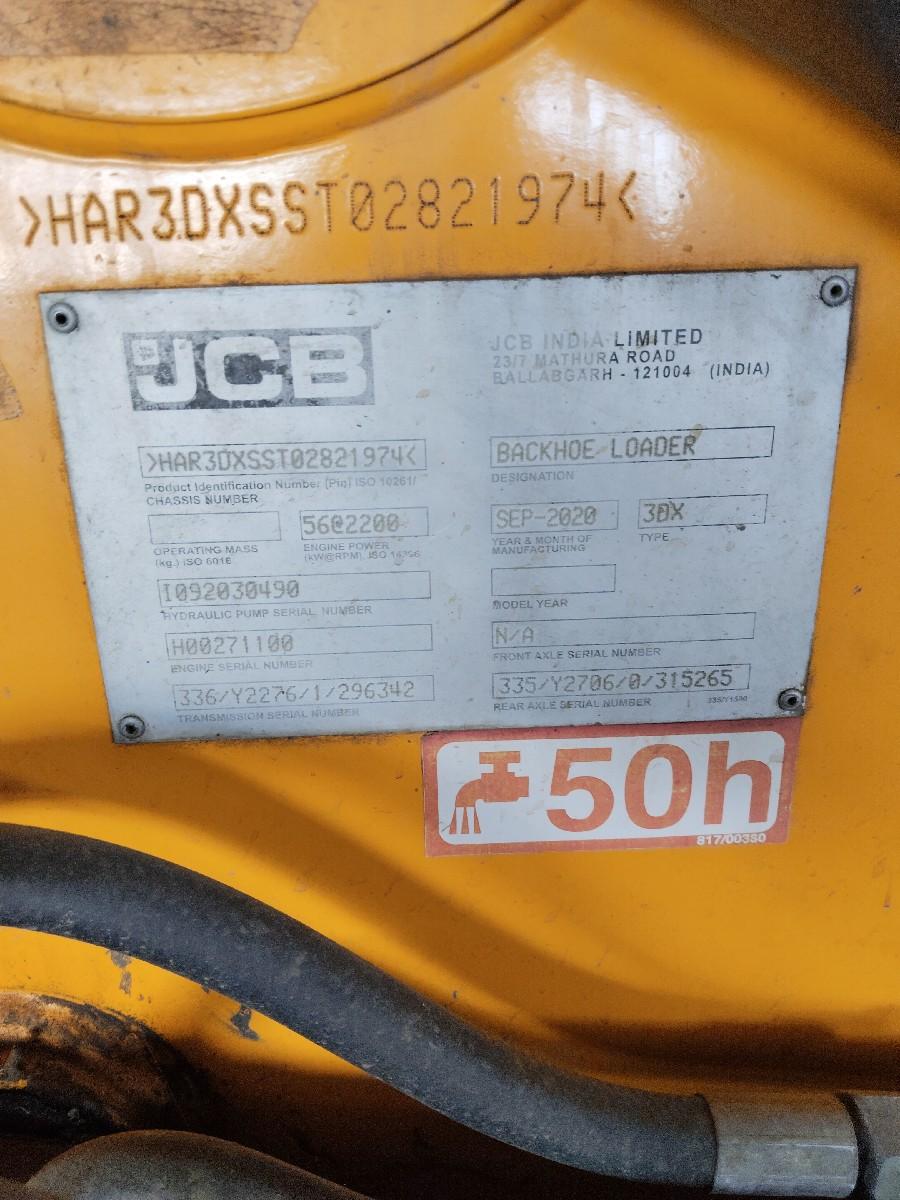 >HAR3DXSST02821974<
JCB
JCB INDIA LIMITED
23/7 MATHURA ROAD
BALLABGARH - 121004 (INDIA)
>HAR3DXSST02821974<
Product Identification Number (Pin) ISO 10261/
CHASSIS NUMBER
BACKHOE LOADER
DESIGNATION
OPERATING MASS
(kg.) ISO 6016
56@2200
ENGINE POWER
(kW@RPM), ISO 14396
SEP-2020
YEAR & MONTH OF
MANUFACTURING
3DX
TYPE
I092030490
HYDRAULIC PUMP SERIAL NUMBER
MODEL YEAR
H00271100
ENGINE SERIAL NUMBER
N/A
FRONT AXLE SERIAL NUMBER
336/Y2276/1/296342
TRANSMISSION SERIAL NUMBER
335/Y2706/0/315265
REAR AXLE SERIAL NUMBER
50h
817/00380